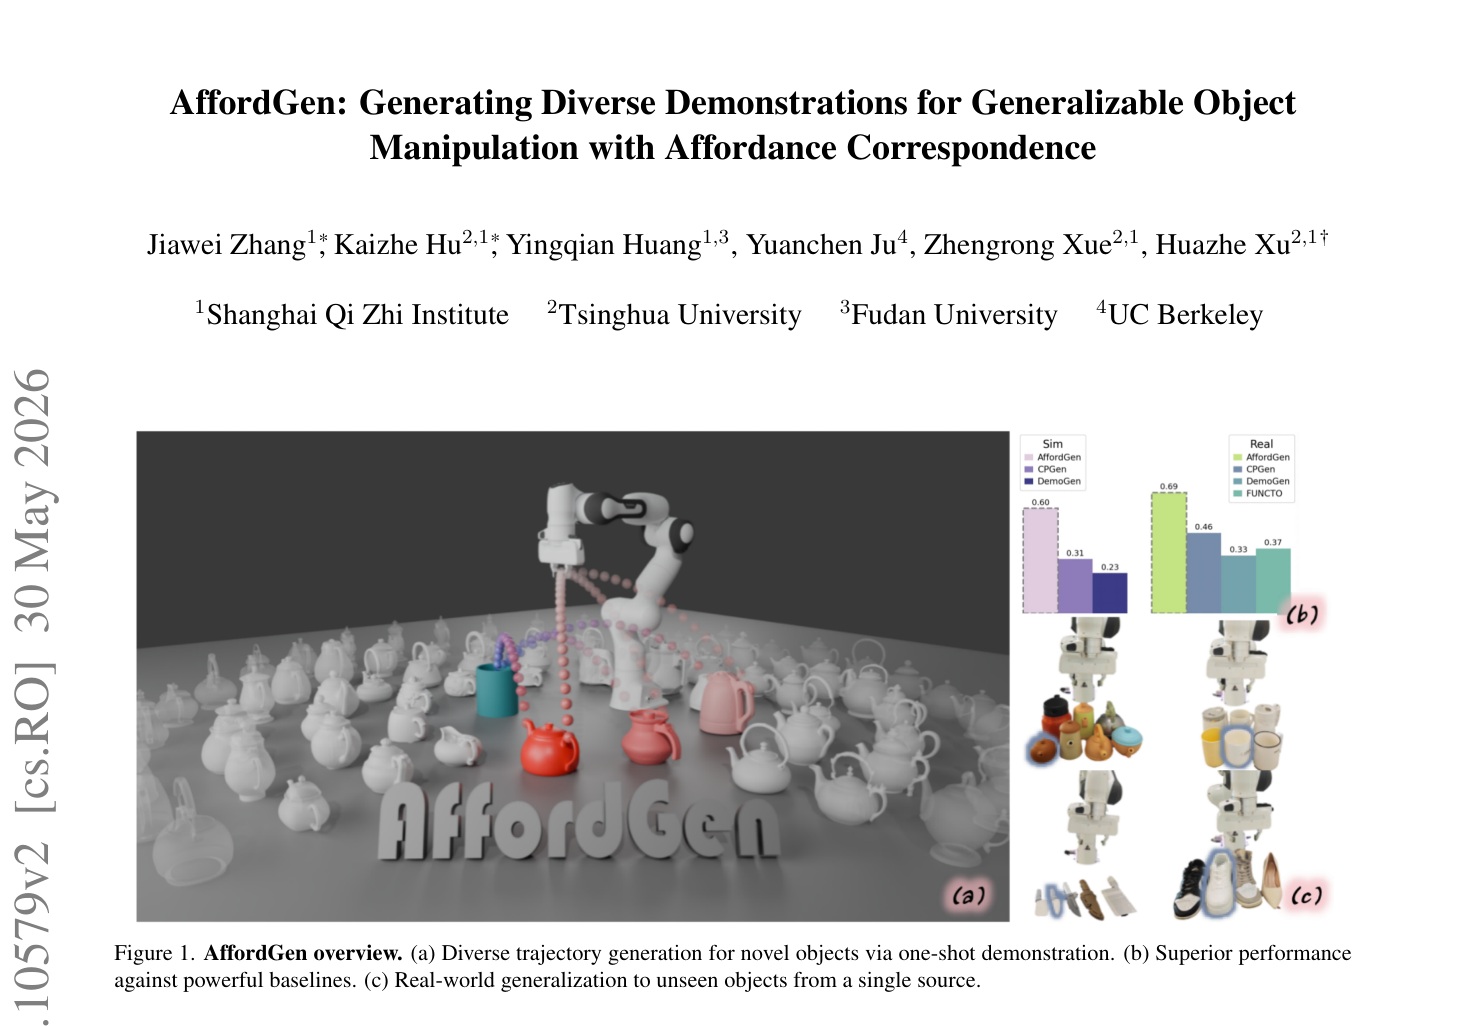 AffordGen: Generating Diverse Demonstrations for Generalizable Object
Manipulation with Affordance Correspondence
Jiawei Zhang1*, Kaizhe Hu2,1*, Yingqian Huang1,3, Yuanchen Ju4, Zhengrong Xue2,1, Huazhe Xu2,1†
1Shanghai Qi Zhi Institute 2Tsinghua University 3Fudan University 4UC Berkeley
.10579v2 [cs.RO] 30 May 2026
AffordGen
(a)
Sim
AffordGen
CPGen
DemoGen
0.60
0.31
0.23
Real
AffordGen
CPGen
DemoGen
FUNCTO
0.69
0.46
0.33
0.37
(b)
(c)
Figure 1. AffordGen overview. (a) Diverse trajectory generation for novel objects via one-shot demonstration. (b) Superior performance
against powerful baselines. (c) Real-world generalization to unseen objects from a single source.